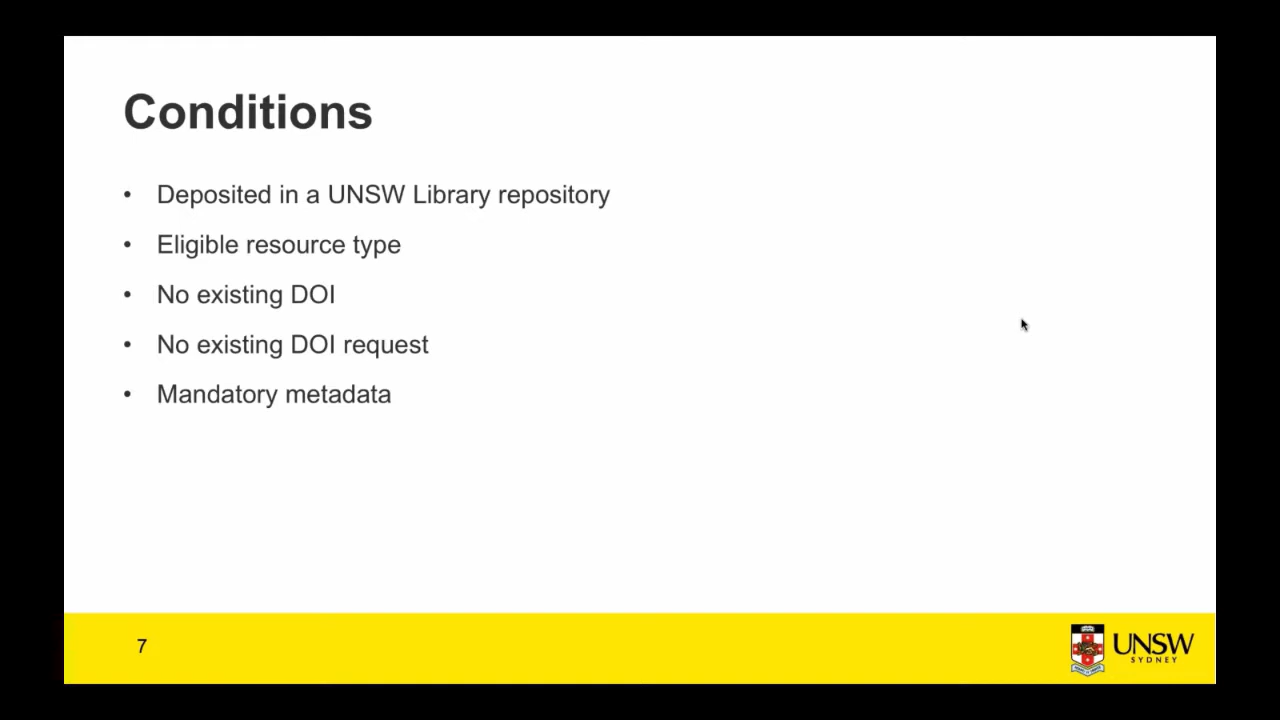 Conditions
• Deposited in a UNSW Library repository
• Eligible resource type
• No existing DOI
• No existing DOI request
• Mandatory metadata
7
UNSW
SYDNEY